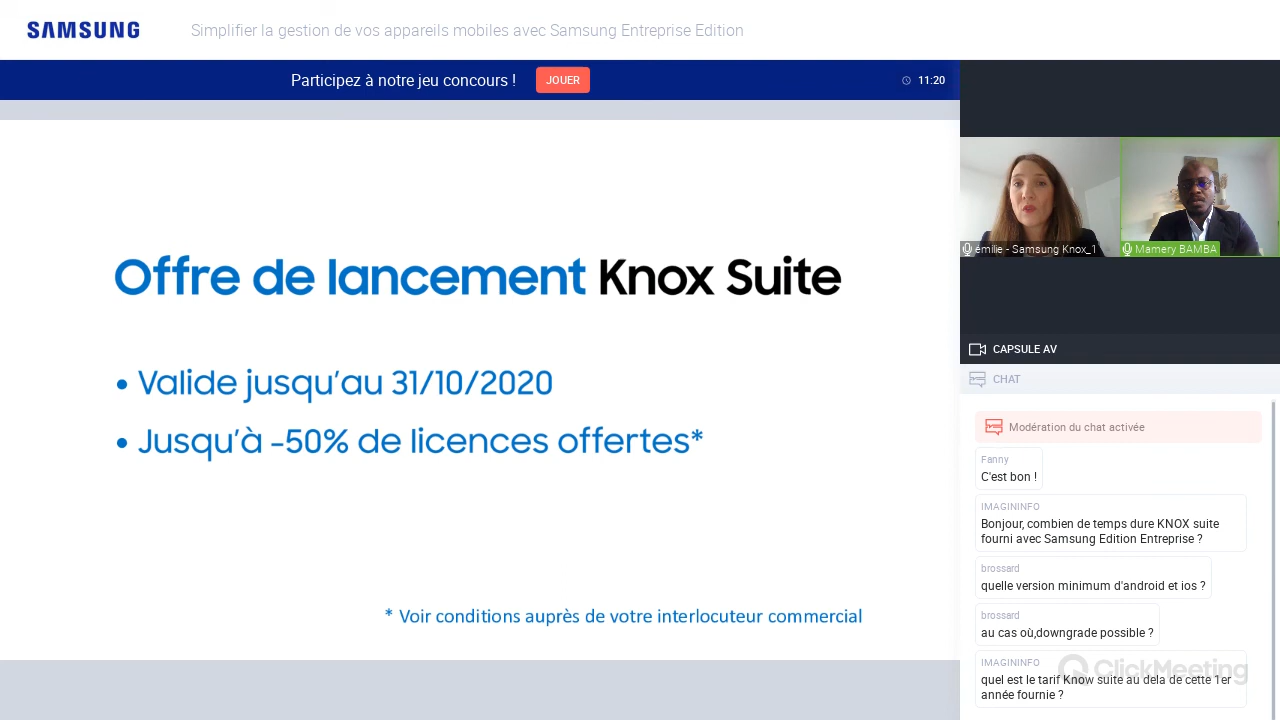 SAMSUNG
Simplifier la gestion de vos appareils mobiles avec Samsung Entreprise Edition
Participez à notre jeu concours !
JOUER
11:20
Offre de lancement Knox Suite
• Valide jusqu'au 31/10/2020
• Jusqu'à -50% de licences offertes*
* Voir conditions auprès de votre interlocuteur commercial
émilie - Samsung Knox_1
Mamery BAMBA
CAPSULE AV
CHAT
Modération du chat activée
Fanny
C'est bon !
IMAGININFO
Bonjour, combien de temps dure KNOX suite
fourni avec Samsung Edition Entreprise ?
brossard
quelle version minimum d'android et ios ?
brossard
au cas où,downgrade possible ?
IMAGININFO
quel est le tarif Know suite au dela de cette 1er
année fournie ?
ClickMeeting